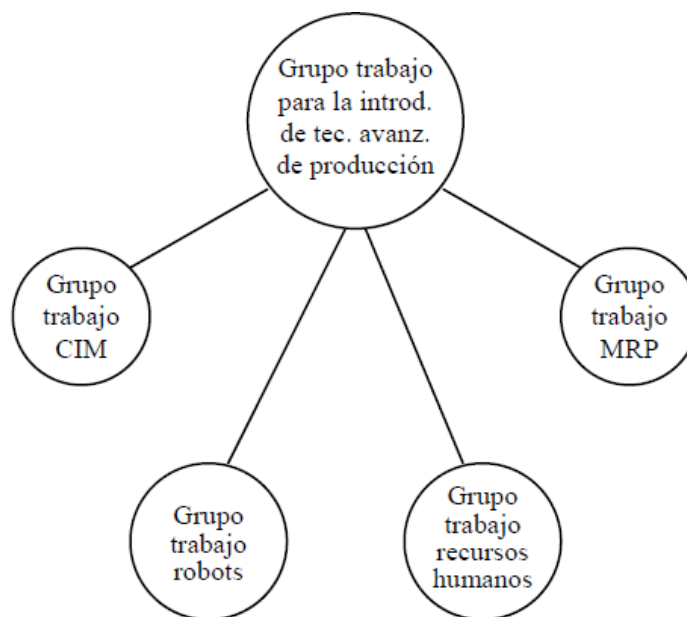 Grupo trabajo
para la introd.
de tec. avanz.
de producción
Grupo
trabajo
CIM
Grupo
trabajo
MRP
Grupo
trabajo
robots
Grupo
trabajo
recursos
humanos